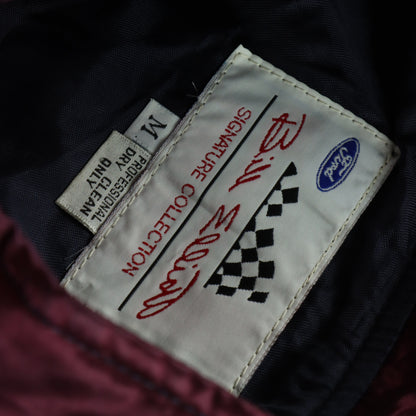 Ford
Bill Elliott
SIGNATURE COLLECTION
M
PROFESSIONAL
DRY
CLEAN
ONLY